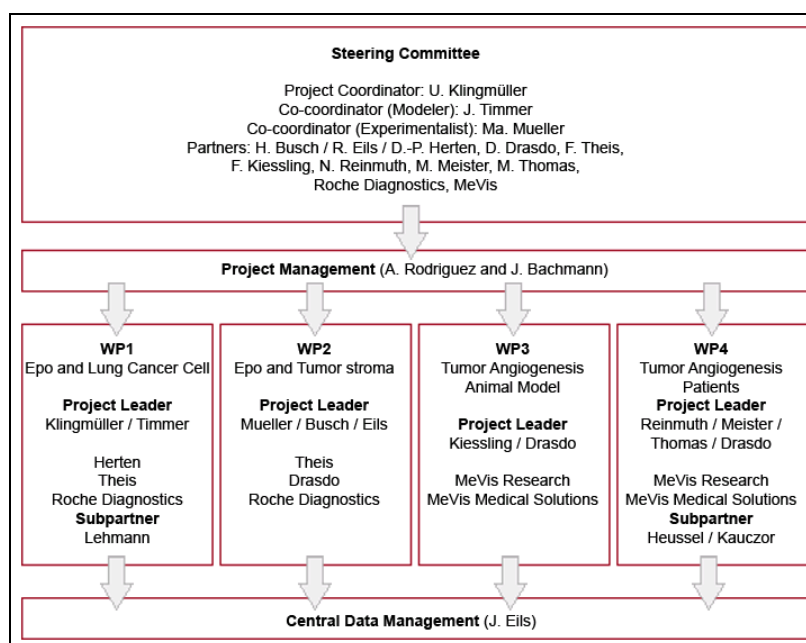 Steering Committee
Project Coordinator: U. Klingmüller
Co-coordinator (Modeler): J. Timmer
Co-coordinator (Experimentalist): Ma. Mueller
Partners: H. Busch / R. Eils / D.-P. Herten, D. Drasdo, F. Theis,
F. Kiessling, N. Reinmuth, M. Meister, M. Thomas,
Roche Diagnostics, MeVis
Project Management (A. Rodriguez and J. Bachmann)
WP1
Epo and Lung Cancer Cell
Project Leader
Klingmüller / Timmer
Herten
Theis
Roche Diagnostics
Subpartner
Lehmann
WP2
Epo and Tumor stroma
Project Leader
Mueller / Busch / Eils
Theis
Drasdo
Roche Diagnostics
WP3
Tumor Angiogenesis
Animal Model
Project Leader
Kiessling / Drasdo
MeVis Research
MeVis Medical Solutions
WP4
Tumor Angiogenesis
Patients
Project Leader
Reinmuth / Meister /
Thomas / Drasdo
MeVis Research
MeVis Medical Solutions
Subpartner
Heussel / Kauczor
Central Data Management (J. Eils)